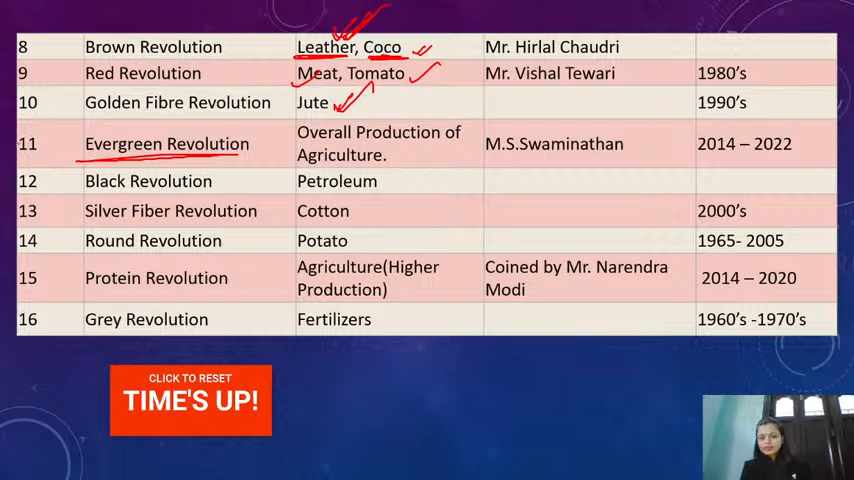 8 Brown Revolution Leather, Coco Mr. Hirlal Chaudri
9 Red Revolution Meat, Tomato Mr. Vishal Tewari 1980's
10 Golden Fibre Revolution Jute 1990's
11 Evergreen Revolution Overall Production of Agriculture. M.S.Swaminathan 2014 – 2022
12 Black Revolution Petroleum
13 Silver Fiber Revolution Cotton 2000's
14 Round Revolution Potato 1965- 2005
15 Protein Revolution Agriculture(Higher Production) Coined by Mr. Narendra Modi 2014 – 2020
16 Grey Revolution Fertilizers 1960's -1970's
CLICK TO RESET
TIME'S UP!